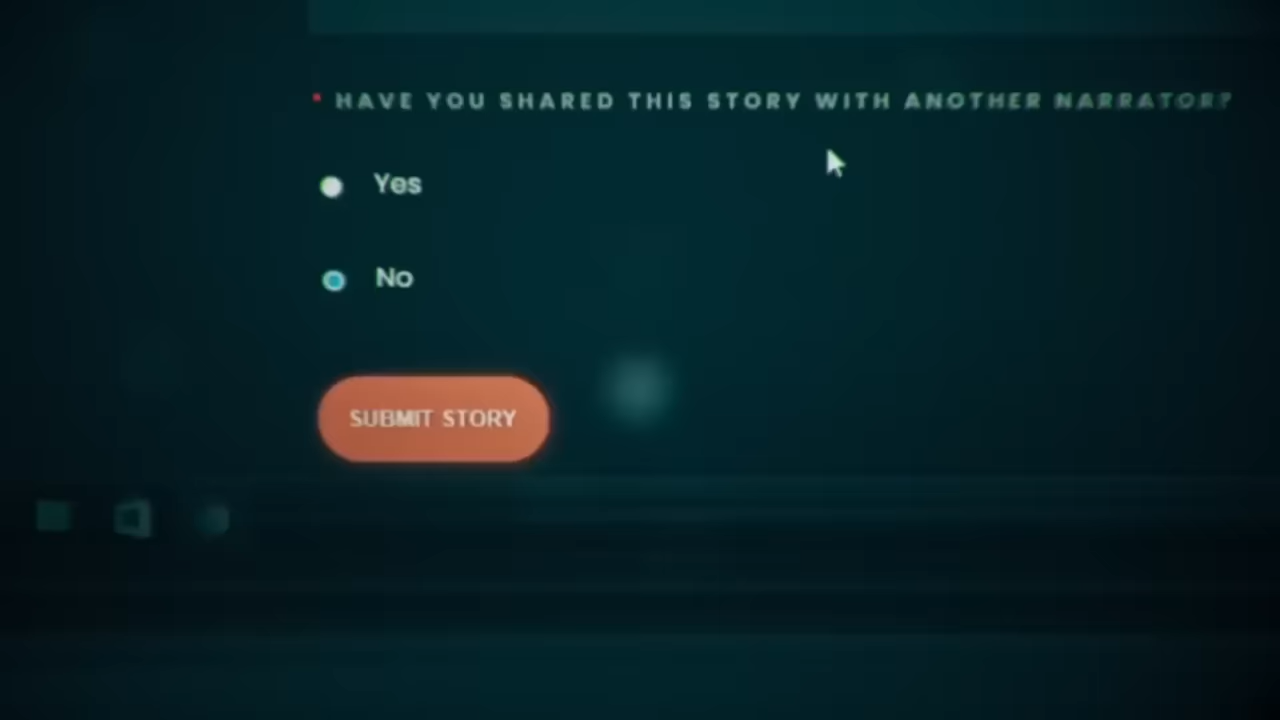 * HAVE YOU SHARED THIS STORY WITH ANOTHER NARRATOR?
Yes
No
SUBMIT STORY